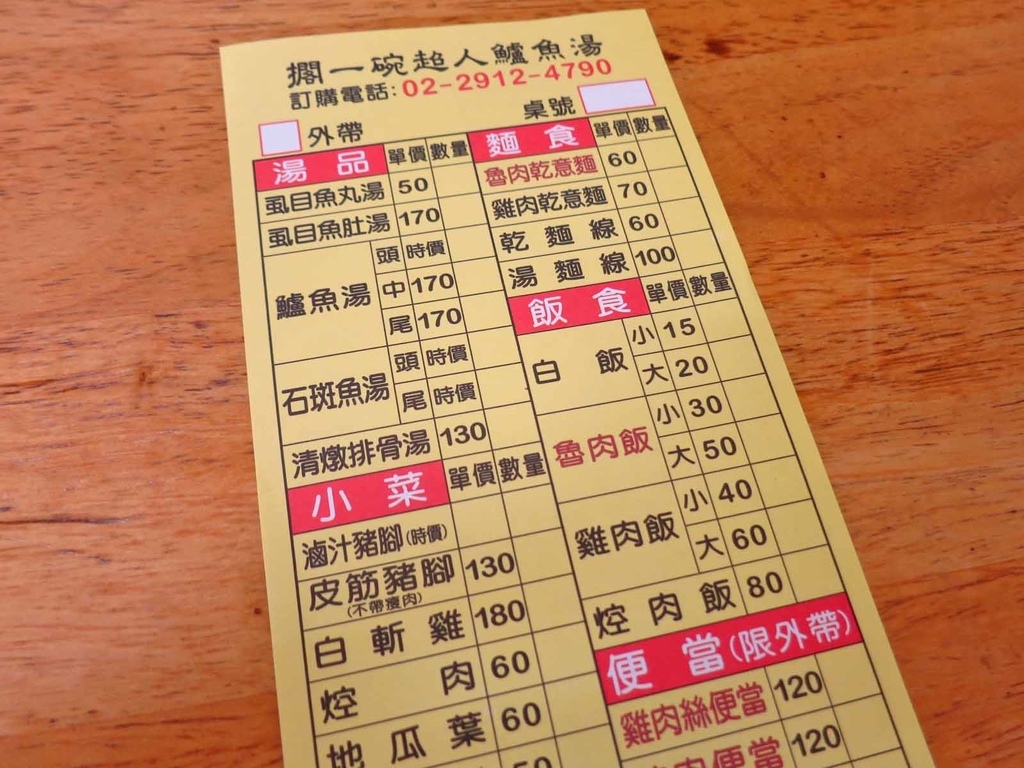 擱一碗超人鱸魚湯
訂購電話:02-2912-4790
外帶 桌號
湯品 單價 數量
虱目魚丸湯 50
虱目魚肚湯 170
鱸魚湯 頭 時價
中 170
尾 170
石斑魚湯 頭 時價
尾 時價
清燉排骨湯 130
小菜 單價 數量
滷汁豬腳(時價)
皮筋豬腳 130
(不帶瘦肉)
白斬雞 180
焢肉 60
地瓜葉 60
50
麵食 單價 數量
魯肉乾意麵 60
雞肉乾意麵 70
乾麵線 60
湯麵線 100
飯食 單價 數量
白飯 小 15
大 20
魯肉飯 小 30
大 50
雞肉飯 小 40
大 60
焢肉飯 80
便當(限外帶)
雞肉絲便當 120
肉便當 120